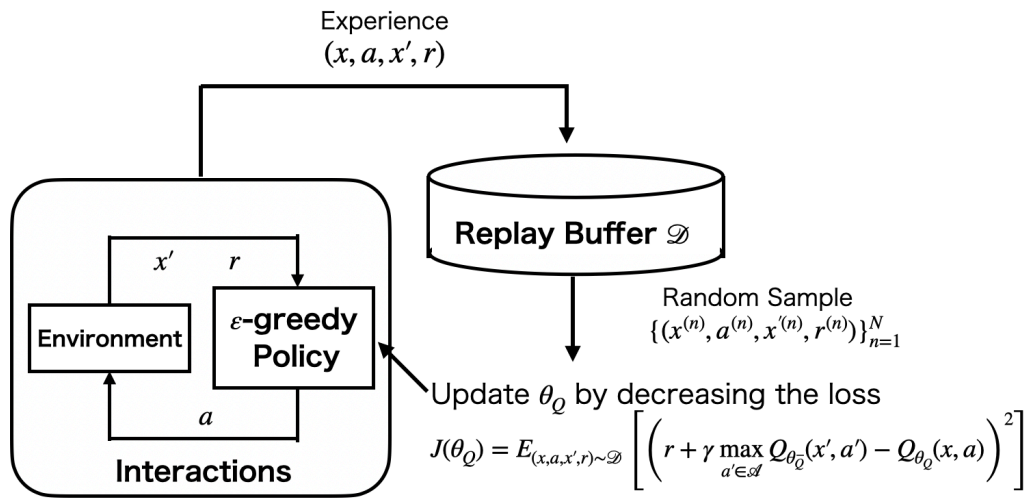 Experience
(x, a, x′, r)
Replay Buffer 𝒟
x′ r
Environment
ε-greedy
Policy
a
Interactions
Random Sample
{(x^{(n)}, a^{(n)}, x′^{(n)}, r^{(n)})}_{n=1}^{N}
Update θ_Q by decreasing the loss
J(θ_Q) = E_{(x,a,x′,r)∼𝒟} [(r + γ max_{a′∈𝒜} Q_{θ_{Q̄}}(x′, a′) − Q_{θ_Q}(x, a))^2]